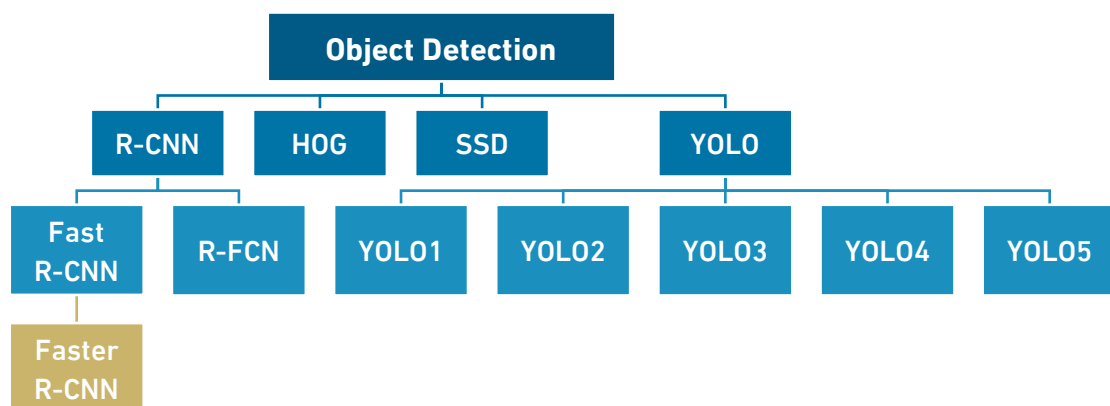 Object Detection
R-CNN
HOG
SSD
YOLO
Fast
R-CNN
R-FCN
YOLO1
YOLO2
YOLO3
YOLO4
YOLO5
Faster
R-CNN